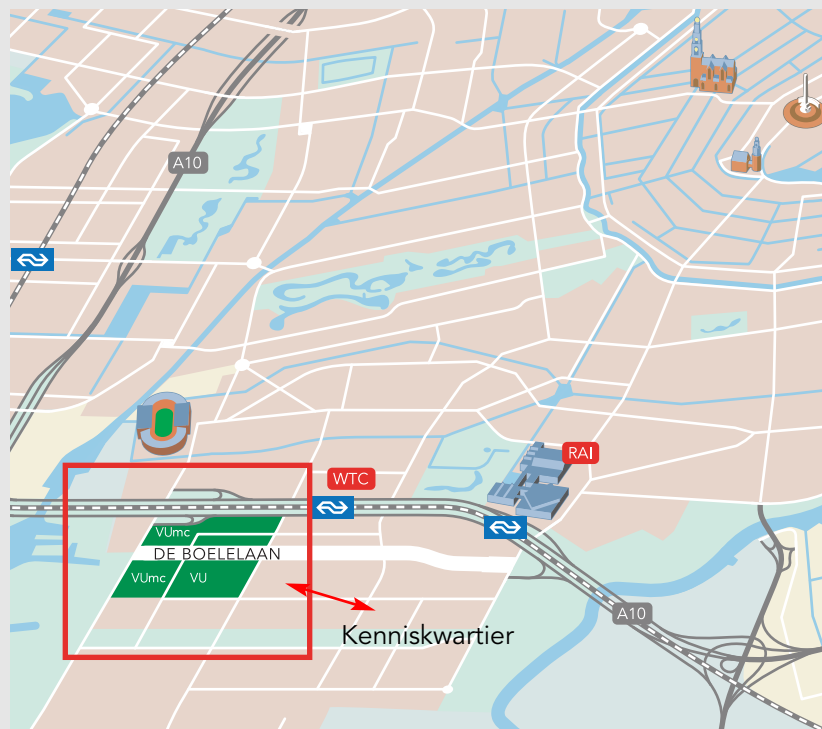 A10
RAI
WTC
VUmc
DE BOELELAAN
VUmc
VU
A10
Kenniskwartier